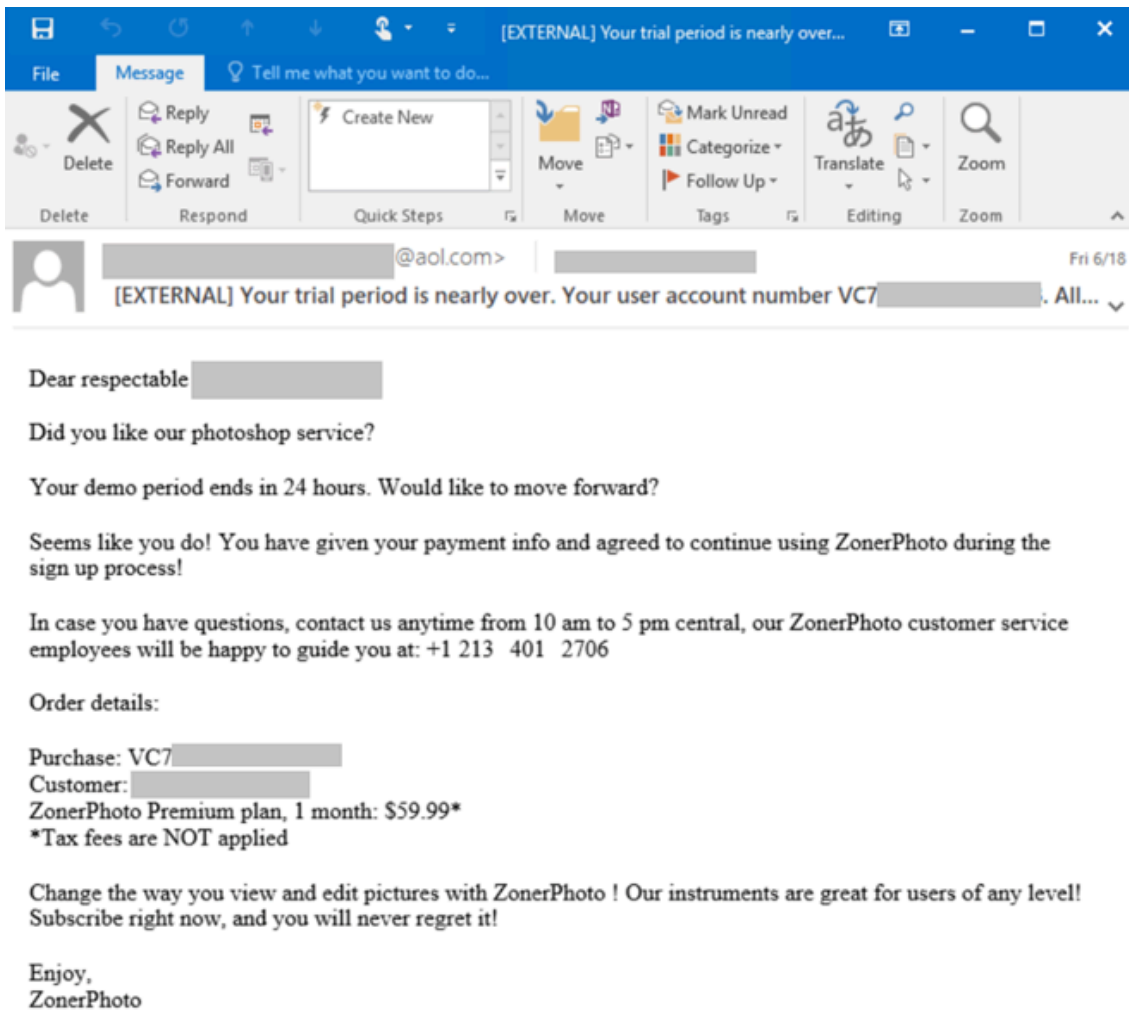 [EXTERNAL] Your trial period is nearly over...
File Message Tell me what you want to do...
Delete
Reply
Reply All
Forward
Create New
Move
Mark Unread
Categorize
Follow Up
Translate
Zoom
Delete Respond Quick Steps Move Tags Editing Zoom
@aol.com>
Fri 6/18
[EXTERNAL] Your trial period is nearly over. Your user account number VC7 . All...
Dear respectable
Did you like our photoshop service?
Your demo period ends in 24 hours. Would like to move forward?
Seems like you do! You have given your payment info and agreed to continue using ZonerPhoto during the
sign up process!
In case you have questions, contact us anytime from 10 am to 5 pm central, our ZonerPhoto customer service
employees will be happy to guide you at: +1 213 401 2706
Order details:
Purchase: VC7
Customer:
ZonerPhoto Premium plan, 1 month: $59.99*
*Tax fees are NOT applied
Change the way you view and edit pictures with ZonerPhoto ! Our instruments are great for users of any level!
Subscribe right now, and you will never regret it!
Enjoy,
ZonerPhoto